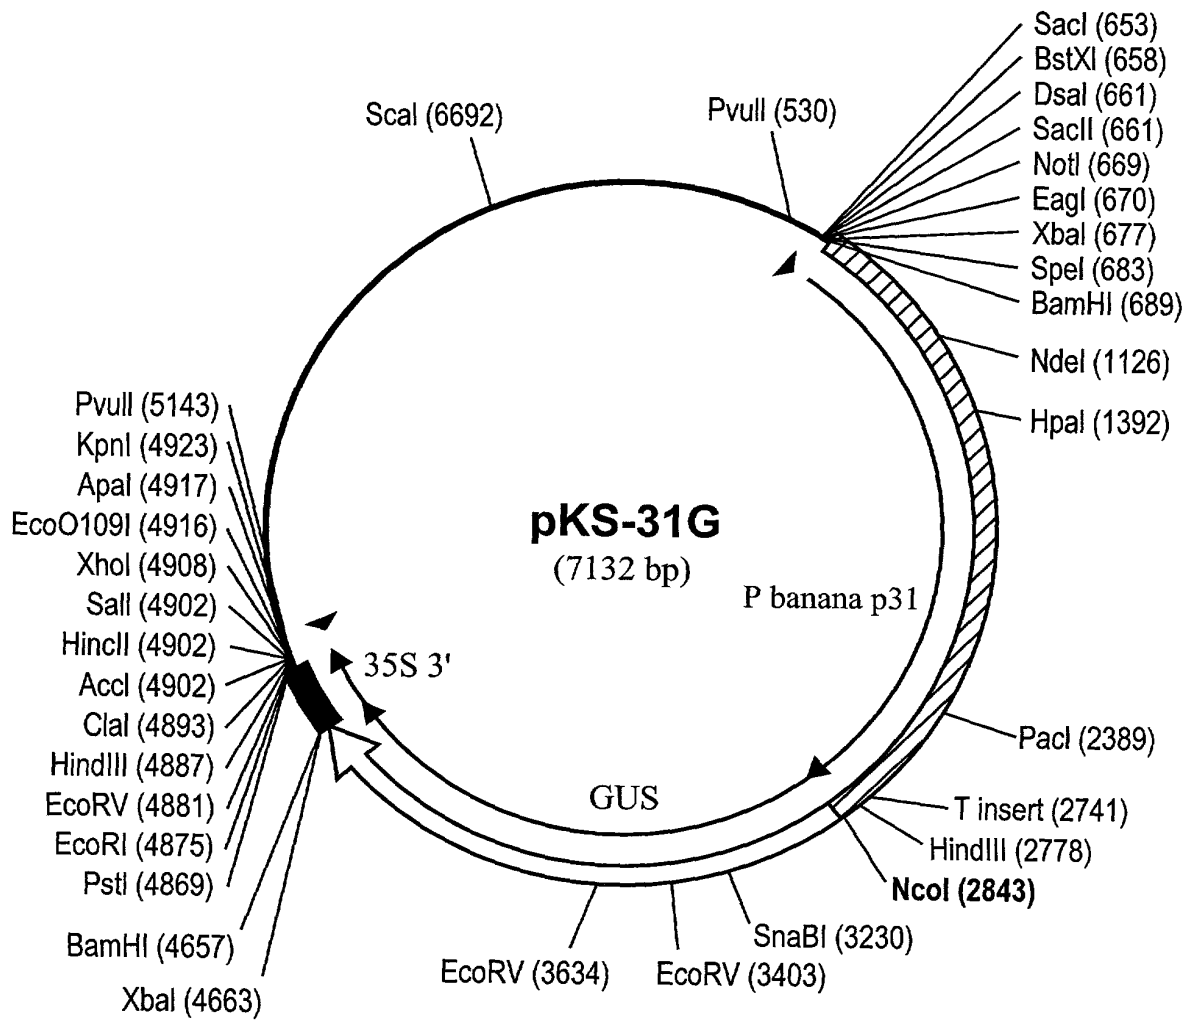 SacI (653)
BstXI (658)
DsaI (661)
SacII (661)
NotI (669)
EagI (670)
XbaI (677)
SpeI (683)
BamHI (689)
ScaI (6692)
PvuII (530)
NdeI (1126)
HpaI (1392)
PvuII (5143)
KpnI (4923)
ApaI (4917)
EcoO109I (4916)
XhoI (4908)
SalI (4902)
HincII (4902)
AccI (4902)
ClaI (4893)
HindIII (4887)
EcoRV (4881)
EcoRI (4875)
PstI (4869)
BamHI (4657)
XbaI (4663)
pKS-31G
(7132 bp)
P banana p31
35S 3'
GUS
PacI (2389)
T insert (2741)
HindIII (2778)
NcoI (2843)
SnaBI (3230)
EcoRV (3403)
EcoRV (3634)